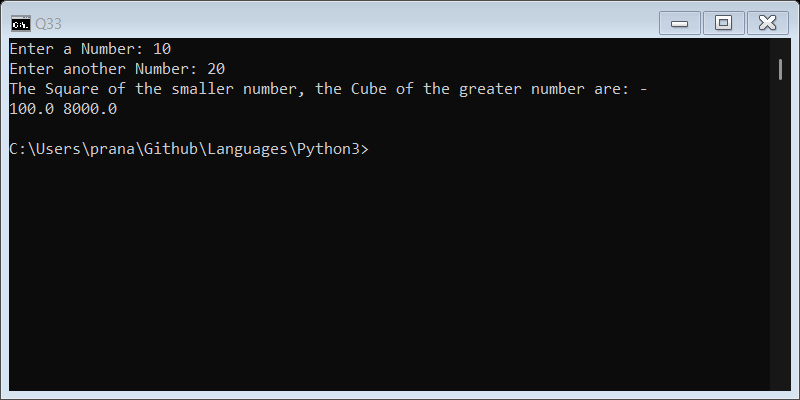 Q33
Enter a Number: 10
Enter another Number: 20
The Square of the smaller number, the Cube of the greater number are: -
100.0 8000.0
C:\Users\prana\Github\Languages\Python3>